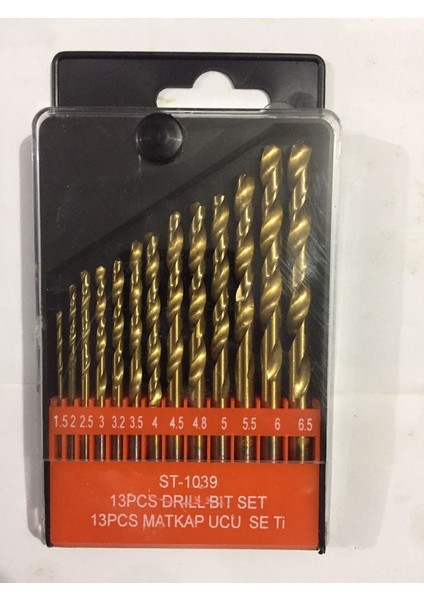 1.5 2 2.5 3 3.2 3.5 4 4.5 4.8 5 5.5 6 6.5
ST-1039
13PCS DRILL-BIT SET
13PCS MATKAP UCU SE Ti